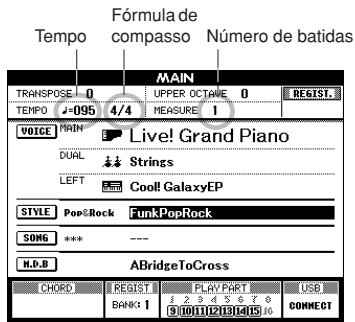 Fórmula de
Tempo compasso Número de batidas
MAIN
TRANSPOSE 0 UPPER OCTAVE 0 REGIST.
TEMPO ♩=095 4/4 MEASURE 1
VOICE MAIN Live! Grand Piano
DUAL Strings
LEFT Cool! GalaxyEP
STYLE Pop&Rock FunkPopRock
SONG *** ---
M.D.B ABridgeToCross
CHORD REGIST PLAY PART USB
BANK: 1 1 2 3 4 5 6 7 8 CONNECT
9 10 11 12 13 14 15 16